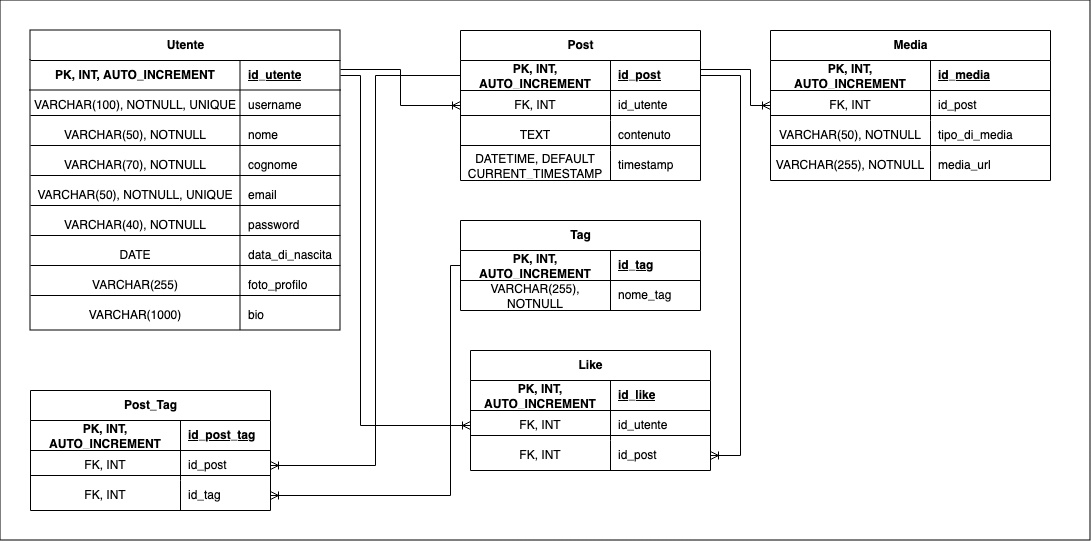 Utente
PK, INT, AUTO_INCREMENT id_utente
VARCHAR(100), NOTNULL, UNIQUE username
VARCHAR(50), NOTNULL nome
VARCHAR(70), NOTNULL cognome
VARCHAR(50), NOTNULL, UNIQUE email
VARCHAR(40), NOTNULL password
DATE data_di_nascita
VARCHAR(255) foto_profilo
VARCHAR(1000) bio
Post
PK, INT,
AUTO_INCREMENT id_post
FK, INT id_utente
TEXT contenuto
DATETIME, DEFAULT
CURRENT_TIMESTAMP timestamp
Media
PK, INT,
AUTO_INCREMENT id_media
FK, INT id_post
VARCHAR(50), NOTNULL tipo_di_media
VARCHAR(255), NOTNULL media_url
Tag
PK, INT,
AUTO_INCREMENT id_tag
VARCHAR(255),
NOTNULL nome_tag
Like
PK, INT,
AUTO_INCREMENT id_like
FK, INT id_utente
FK, INT id_post
Post_Tag
PK, INT,
AUTO_INCREMENT id_post_tag
FK, INT id_post
FK, INT id_tag